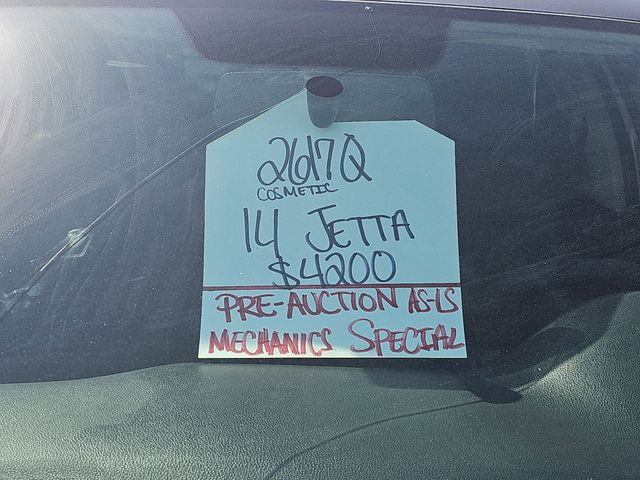 2617Q
COSMETIC
14 JETTA
$4200
PRE-AUCTION AS-IS
MECHANICS SPECIAL